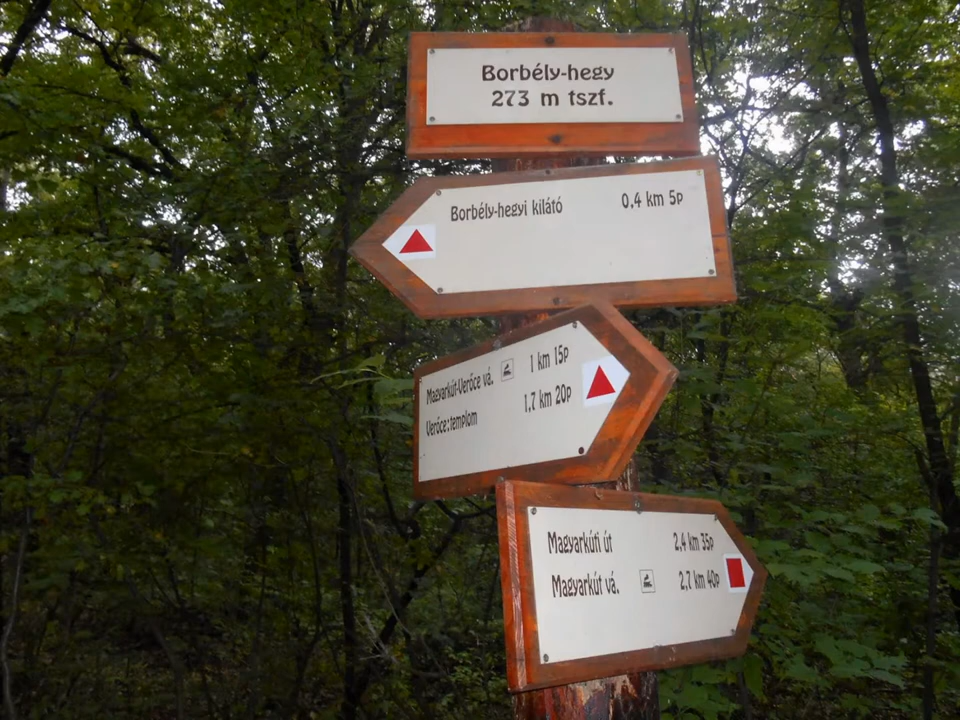 Borbély-hegy
273 m tszf.
Borbély-hegyi kilátó 0,4 km 5p
Magyarkút-Verőce vá. 1 km 15p
Verőce:templom 1,7 km 20p
Magyarkúti út 2,4 km 35p
Magyarkút vá. 2,7 km 40p